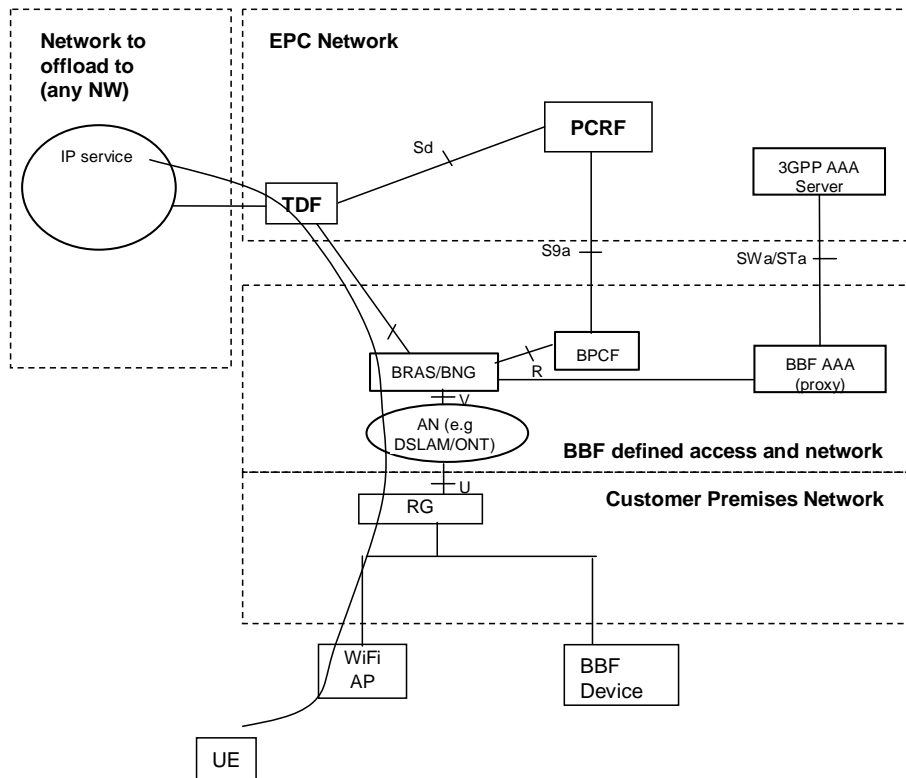 Network to
offload to
(any NW)
EPC Network
IP service
TDF
Sd
PCRF
3GPP AAA
Server
S9a
SWa/STa
BRAS/BNG
R
BPCF
BBF AAA
(proxy)
V
AN (e.g
DSLAM/ONT)
BBF defined access and network
U
Customer Premises Network
RG
WiFi
AP
BBF
Device
UE